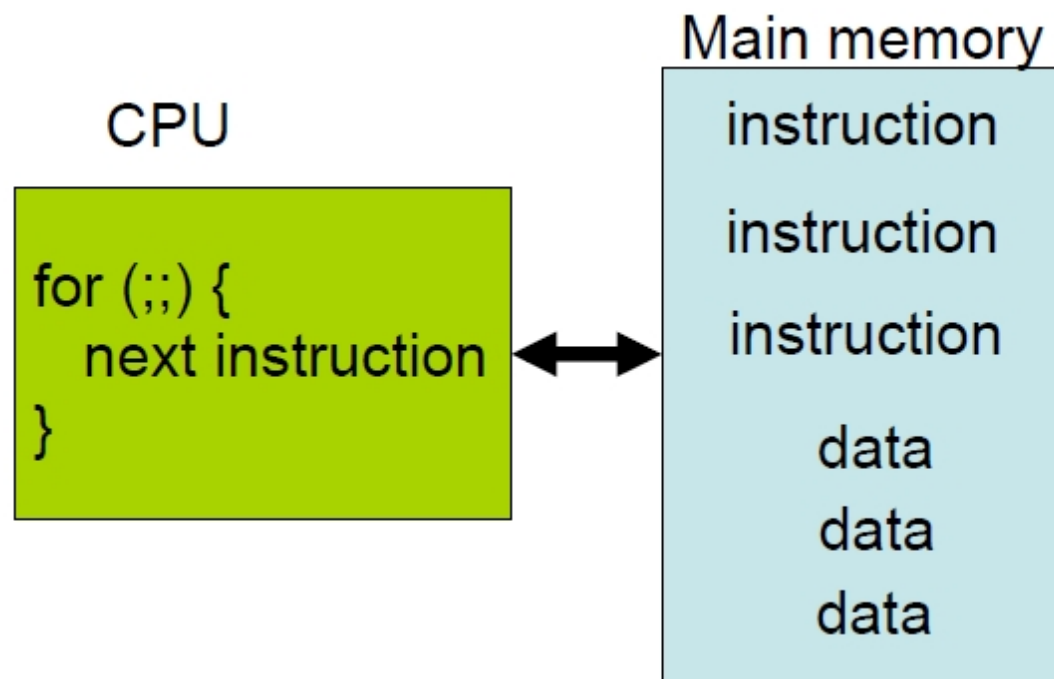 Main memory
CPU
for (;;) {
next instruction
}
instruction
instruction
instruction
data
data
data